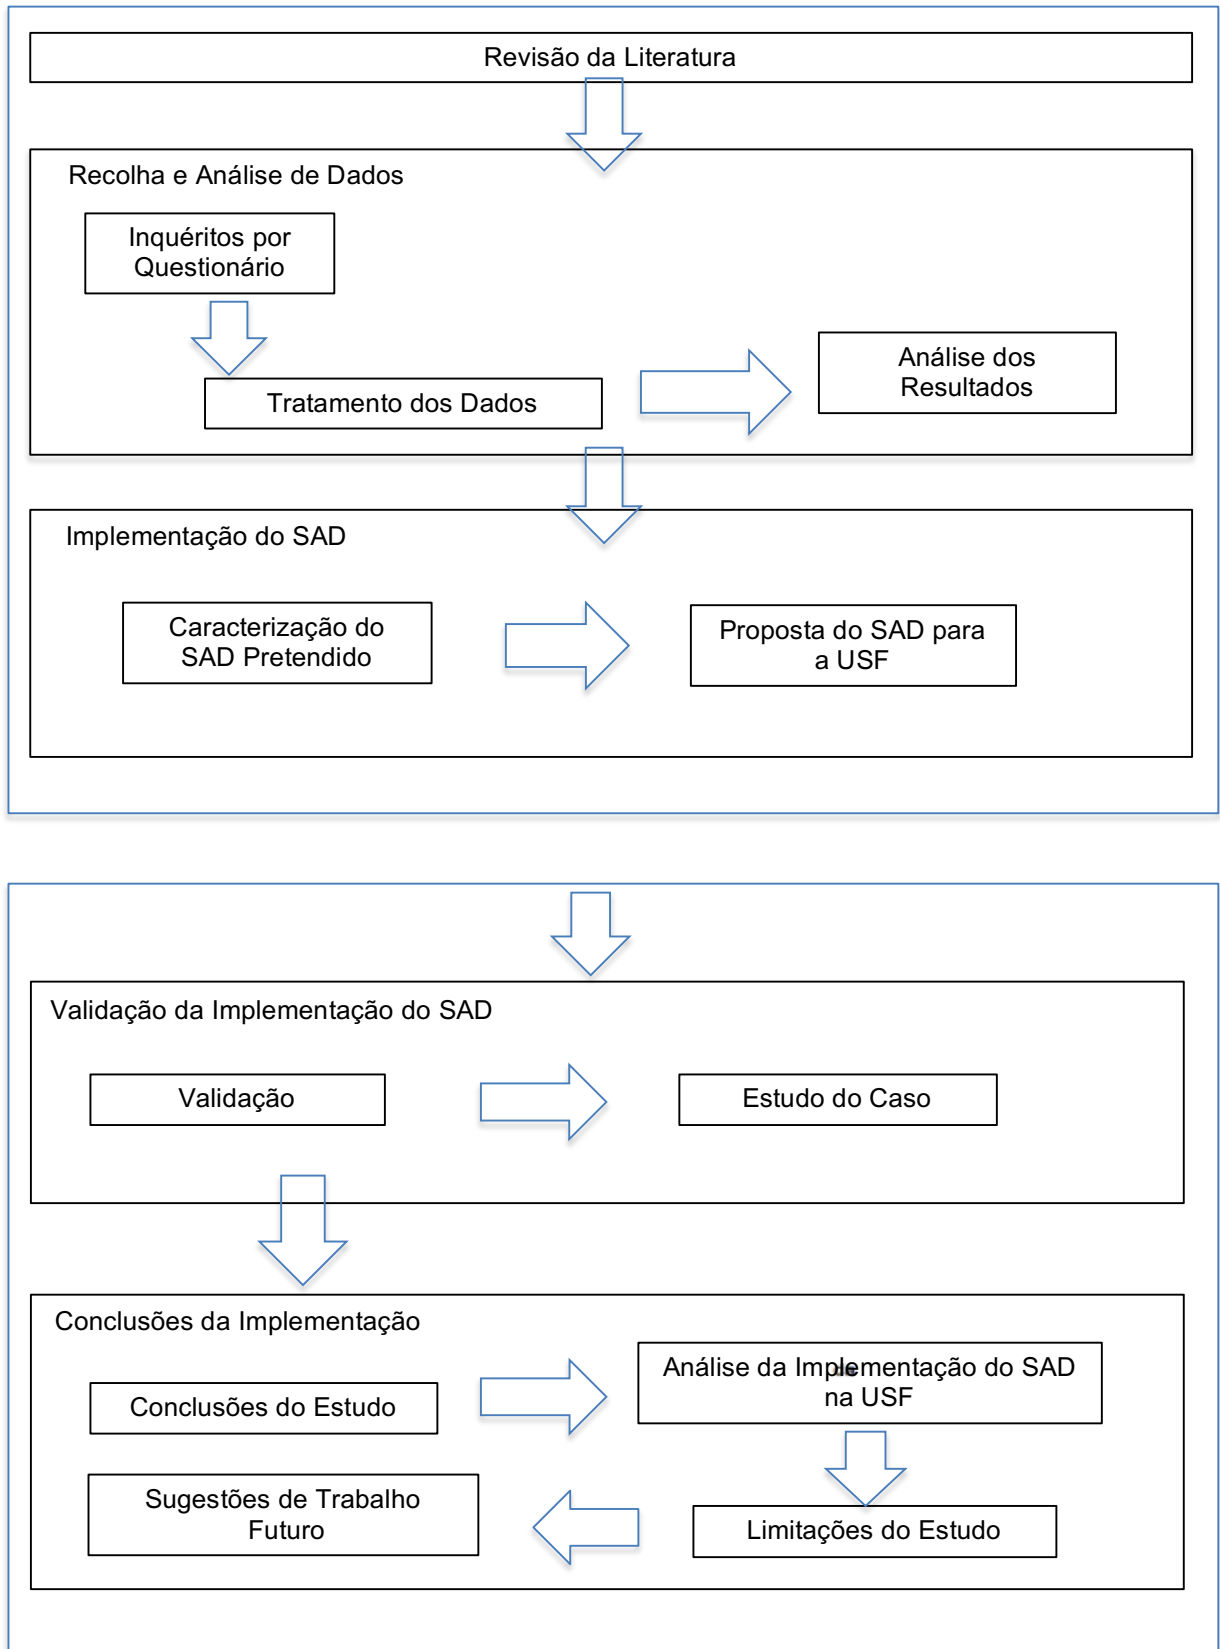 Revisão da Literatura
Recolha e Análise de Dados
Inquéritos por
Questionário
Tratamento dos Dados
Análise dos
Resultados
Implementação do SAD
Caracterização do
SAD Pretendido
Proposta do SAD para
a USF
Validação da Implementação do SAD
Validação
Estudo do Caso
Conclusões da Implementação
Conclusões do Estudo
Análise da Implementação do SAD
na USF
Limitações do Estudo
Sugestões de Trabalho
Futuro